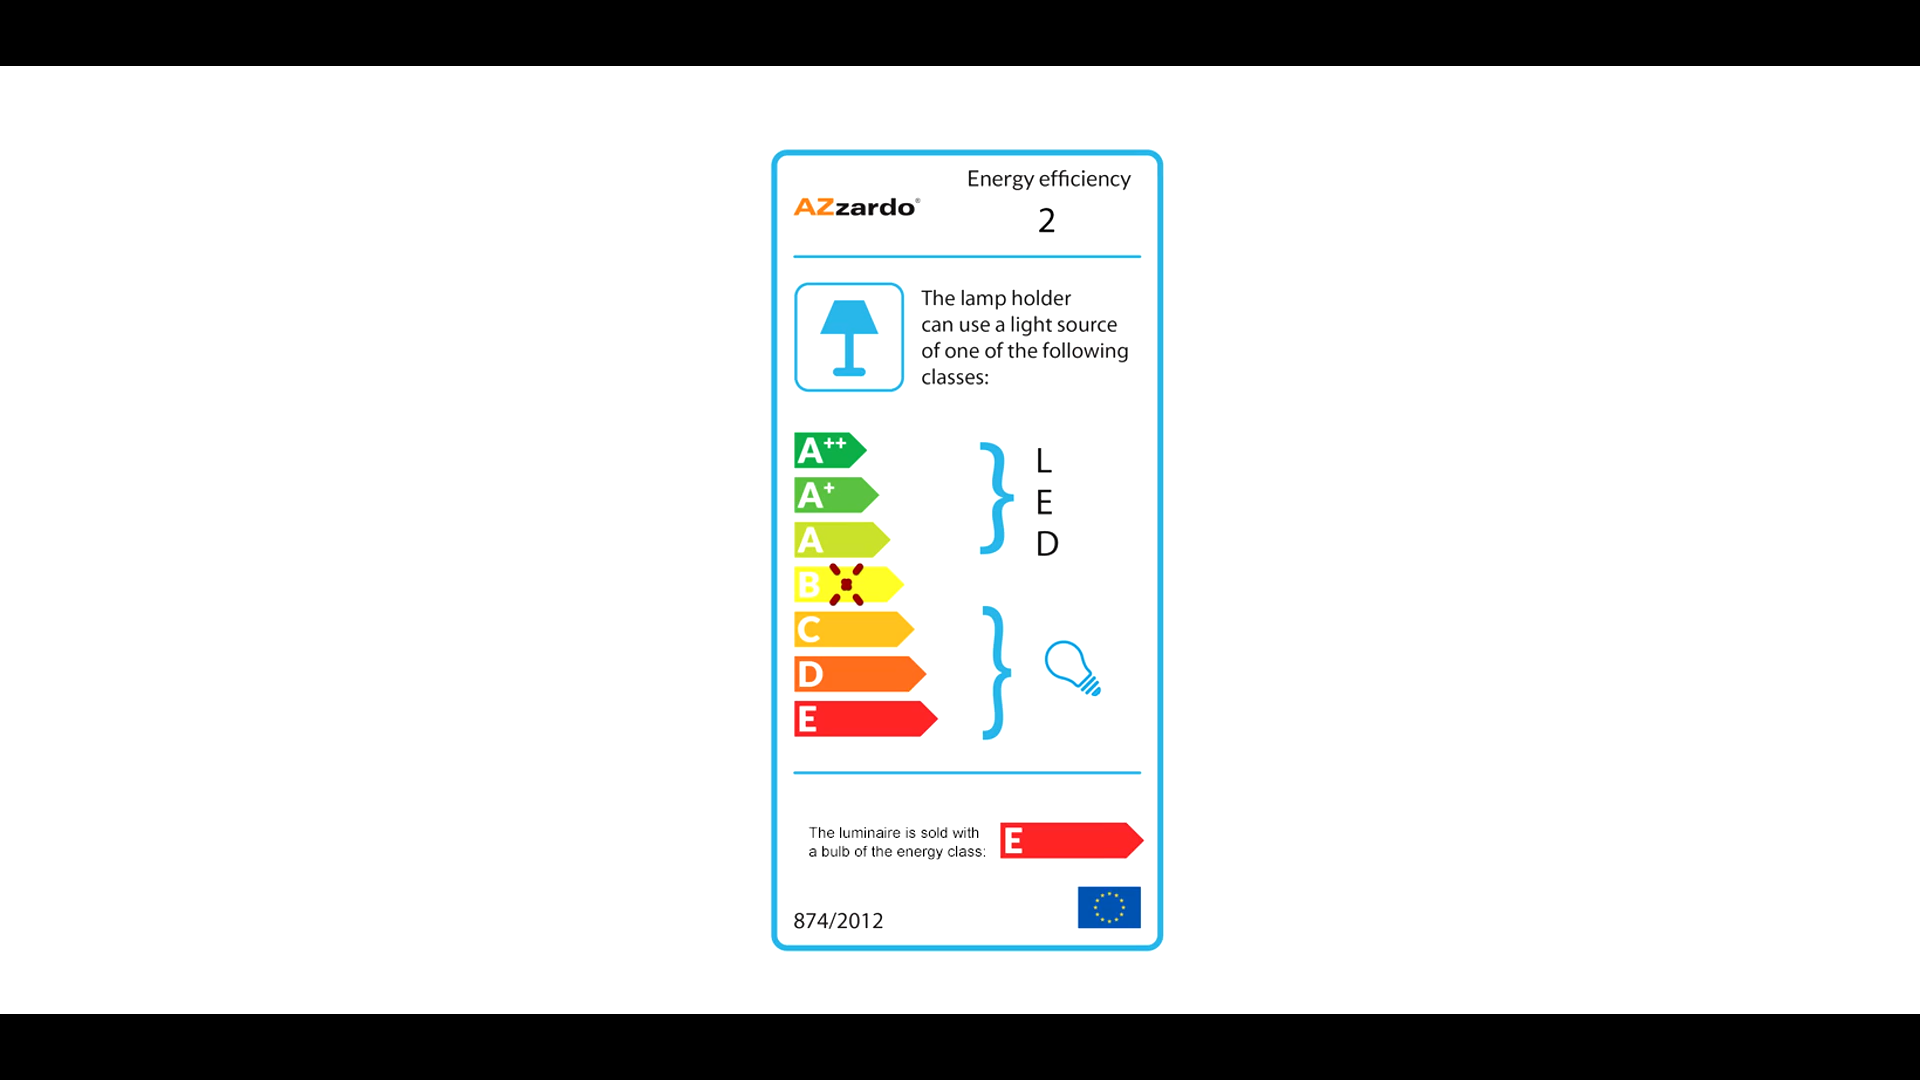 AZzardo®
Energy efficiency
2
The lamp holder
can use a light source
of one of the following
classes:
A++
A+
A
B
C
D
E
L
E
D
The luminaire is sold with
a bulb of the energy class:
E
874/2012